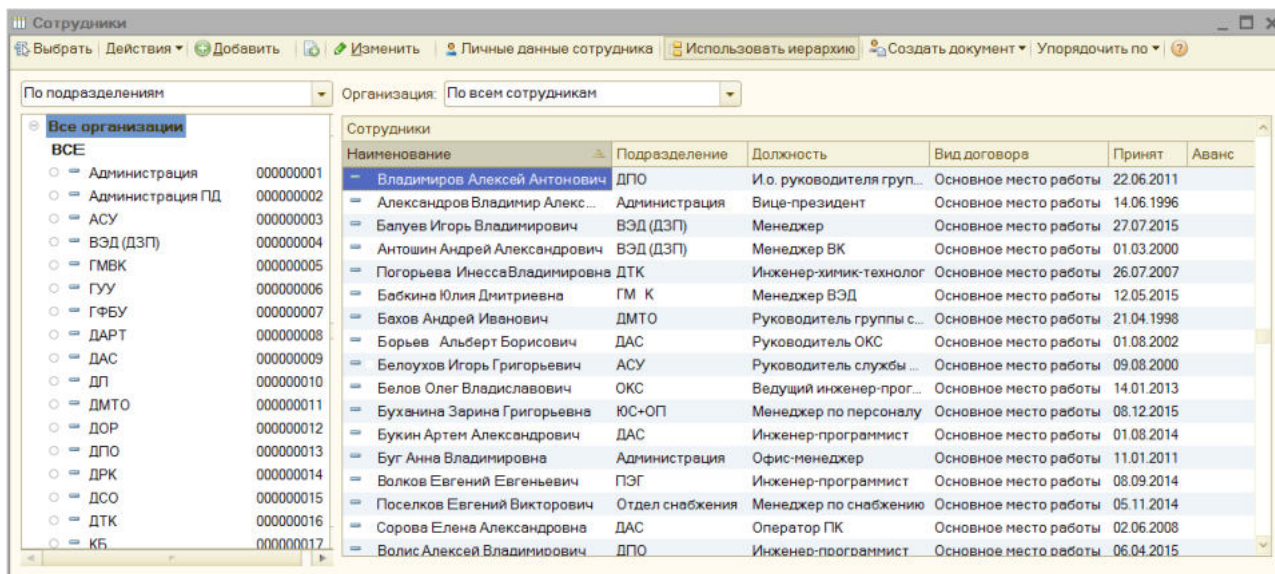 Сотрудники
Выбрать Действия Добавить Изменить Личные данные сотрудника Использовать иерархию Создать документ Упорядочить по
По подразделениям Организация: По всем сотрудникам
Все организации
ВСЕ
Администрация 000000001
Администрация ПД 000000002
АСУ 000000003
ВЭД (ДЗП) 000000004
ГМВК 000000005
ГУУ 000000006
ГФБУ 000000007
ДАРТ 000000008
ДАС 000000009
ДП 000000010
ДМТО 000000011
ДОР 000000012
ДПО 000000013
ДРК 000000014
ДСО 000000015
ДТК 000000016
КБ 000000017
Сотрудники
Наименование Подразделение Должность Вид договора Принят Аванс
Владимиров Алексей Антонович ДПО И.о. руководителя груп... Основное место работы 22.06.2011
Александров Владимир Алекс... Администрация Вице-президент Основное место работы 14.06.1996
Балуев Игорь Владимирович ВЭД (ДЗП) Менеджер Основное место работы 27.07.2015
Антошин Андрей Александрович ВЭД (ДЗП) Менеджер ВК Основное место работы 01.03.2000
Погорьева Инесса Владимировна ДТК Инженер-химик-технолог Основное место работы 26.07.2007
Бабкина Юлия Дмитриевна ГМ К Менеджер ВЭД Основное место работы 12.05.2015
Бахов Андрей Иванович ДМТО Руководитель группы с... Основное место работы 21.04.1998
Борьев Альберт Борисович ДАС Руководитель ОКС Основное место работы 01.08.2002
Белоухов Игорь Григорьевич АСУ Руководитель службы ... Основное место работы 09.08.2000
Белов Олег Владиславович ОКС Ведущий инженер-прог... Основное место работы 14.01.2013
Буханина Зарина Григорьевна ЮС+ОП Менеджер по персоналу Основное место работы 08.12.2015
Букин Артем Александрович ДАС Инженер-программист Основное место работы 01.08.2014
Буг Анна Владимировна Администрация Офис-менеджер Основное место работы 11.01.2011
Волков Евгений Евгеньевич ПЭГ Инженер-программист Основное место работы 08.09.2014
Поселков Евгений Викторович Отдел снабжения Менеджер по снабжению Основное место работы 05.11.2014
Сорова Елена Александровна ДАС Оператор ПК Основное место работы 02.06.2008
Волис Алексей Владимирович ДПО Инженер-программист Основное место работы 06.04.2015